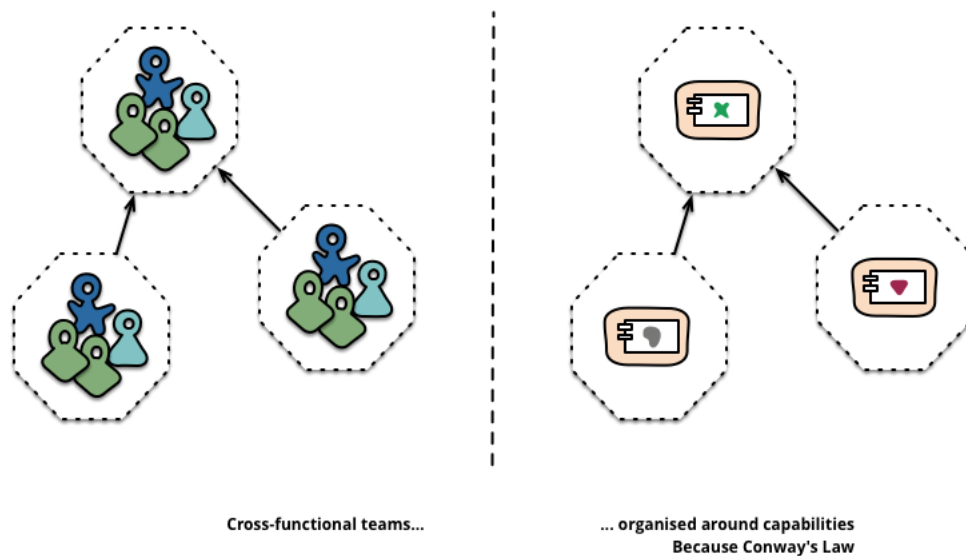 Cross-functional teams...
... organised around capabilities
Because Conway's Law